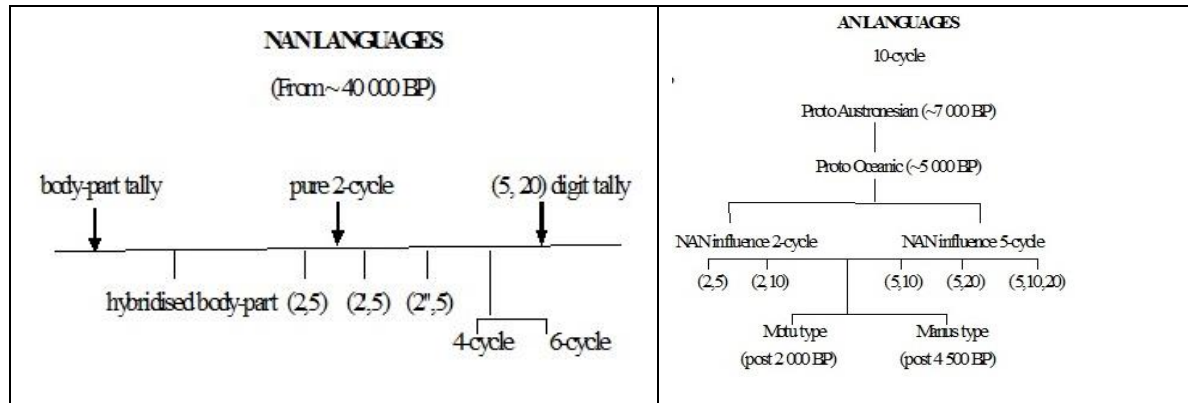 NAN LANGUAGES
(From ~ 40 000 BP)
body-part tally pure 2-cycle (5, 20) digit tally
hybridised body-part (2,5) (2,5) (2",5)
4-cycle 6-cycle
AN LANGUAGES
10-cycle
Proto Austronesian (~7 000 BP)
Proto Oceanic (~5 000 BP)
NAN influence 2-cycle NAN influence 5-cycle
(2,5) (2,10) (5,10) (5,20) (5,10,20)
Motu type Manus type
(post 2 000 BP) (post 4 500 BP)